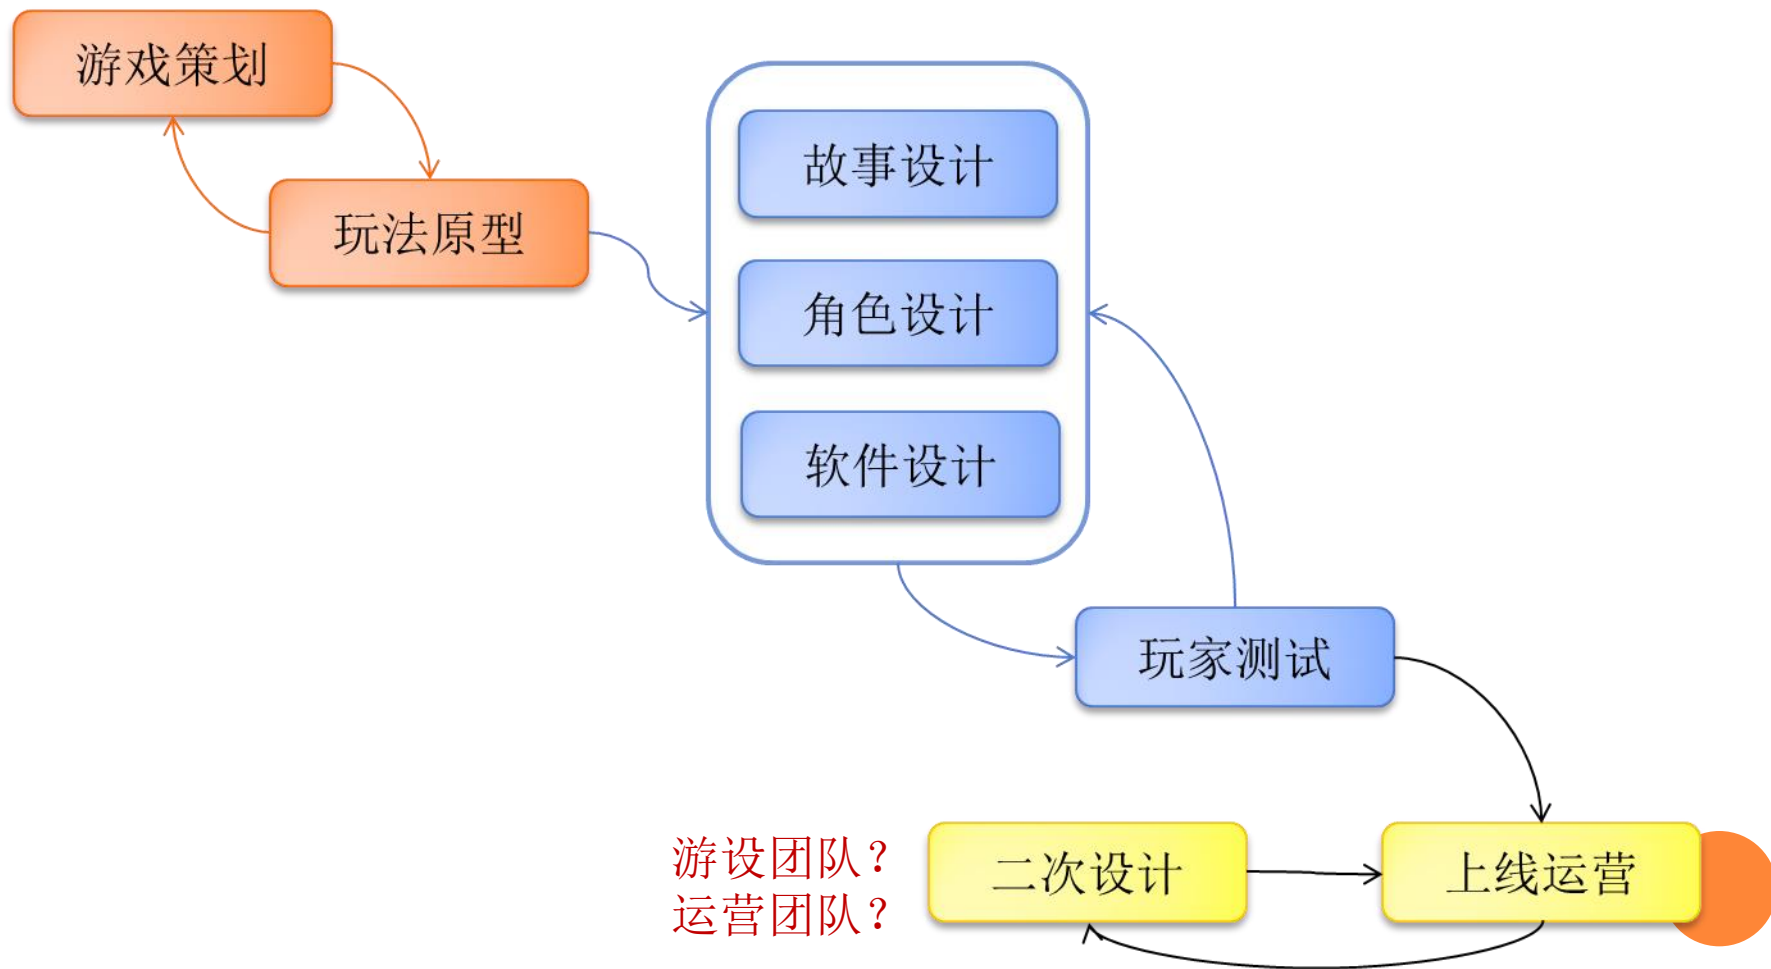 游戏策划
玩法原型
故事设计
角色设计
软件设计
玩家测试
游设团队?
运营团队?
二次设计
上线运营